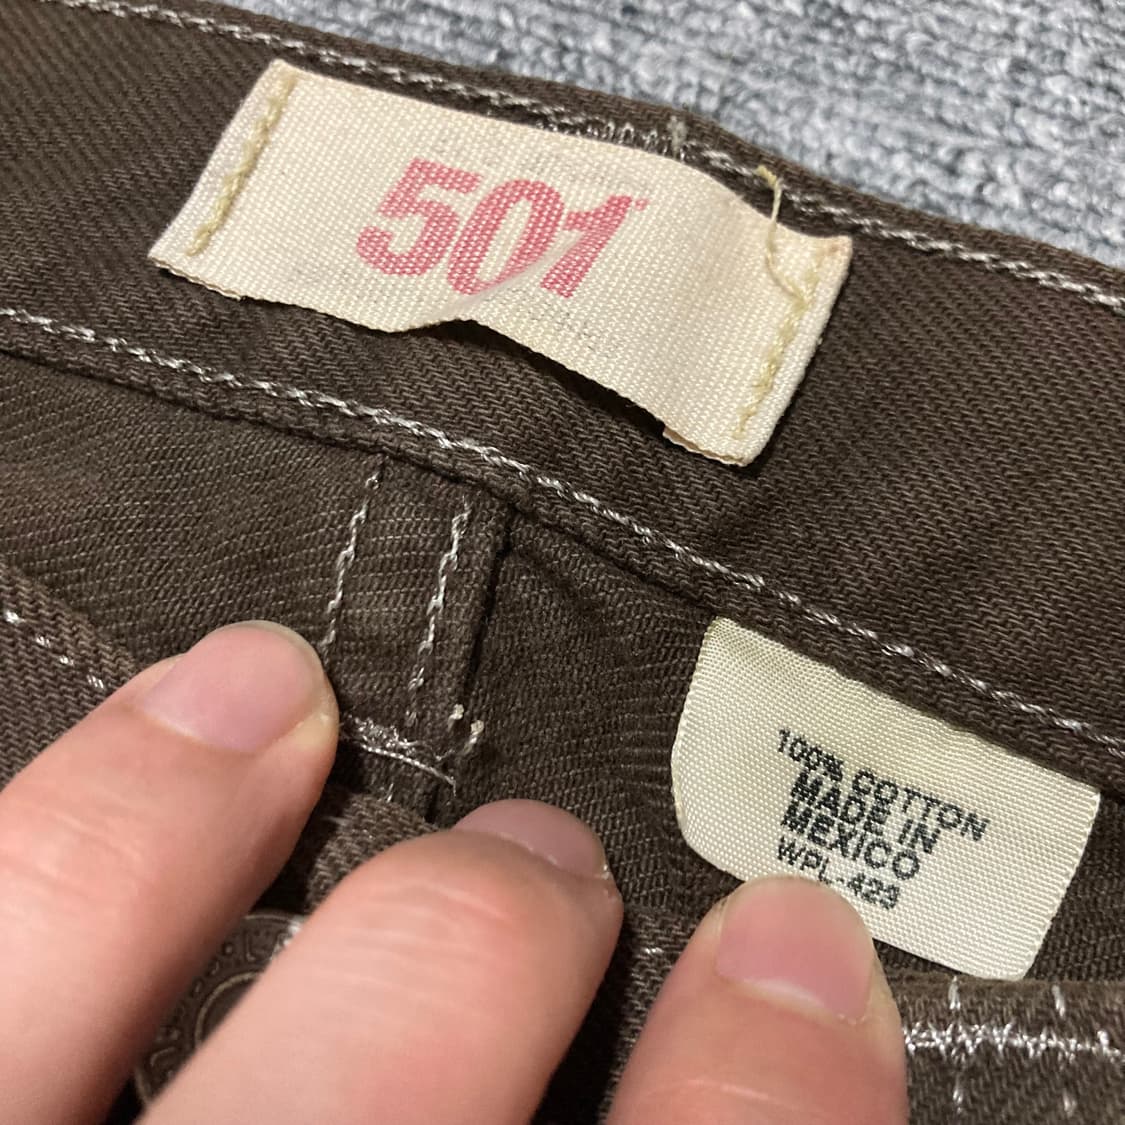 501
100% COTTON
MADE IN
MEXICO
WPL-423